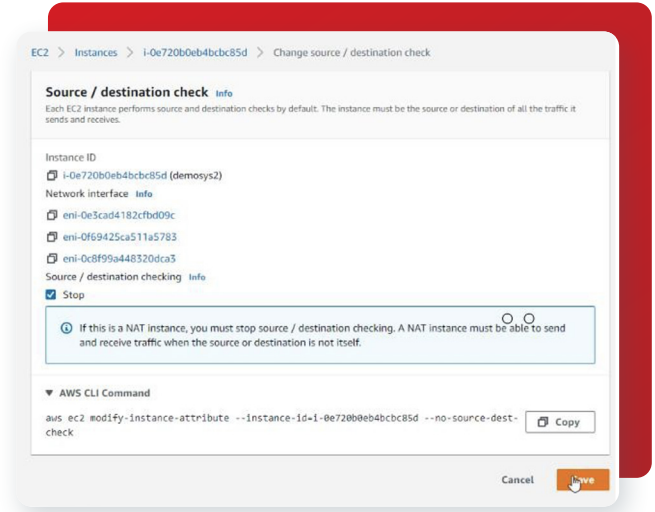 EC2 > Instances > i-0e720b0eb4bcbc85d > Change source / destination check
Source / destination check Info
Each EC2 instance performs source and destination checks by default. The instance must be the source or destination of all the traffic it
sends and receives.
Instance ID
i-0e720b0eb4bcbc85d (demosys2)
Network interface Info
eni-0e3cad4182cfbd09c
eni-0f69425ca511a5783
eni-0c8f99a448320dca3
Source / destination checking Info
Stop
If this is a NAT instance, you must stop source / destination checking. A NAT instance must be able to send
and receive traffic when the source or destination is not itself.
▼ AWS CLI Command
aws ec2 modify-instance-attribute --instance-id=i-0e720b0eb4bcbc85d --no-source-dest-
check
Copy
Cancel